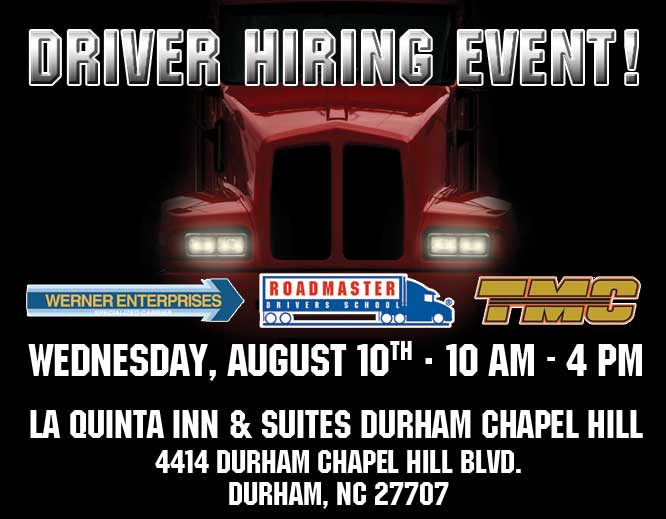 DRIVER HIRING EVENT!
WERNER ENTERPRISES
SPECIALIZED CARRIER
ROADMASTER
DRIVERS SCHOOL
®
TMC
WEDNESDAY, AUGUST 10TH · 10 AM - 4 PM
LA QUINTA INN & SUITES DURHAM CHAPEL HILL
4414 DURHAM CHAPEL HILL BLVD.
DURHAM, NC 27707